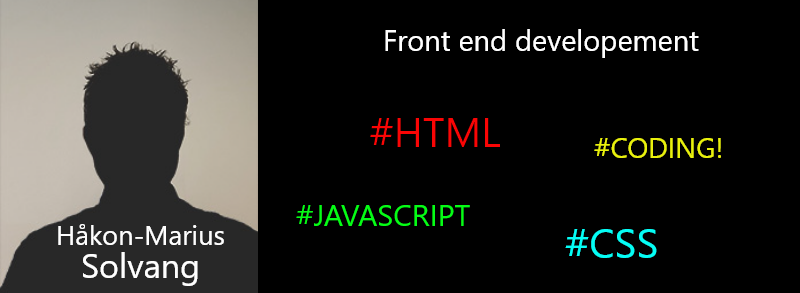 Front end developement
#HTML
#CODING!
#JAVASCRIPT
#CSS
Håkon-Marius
Solvang